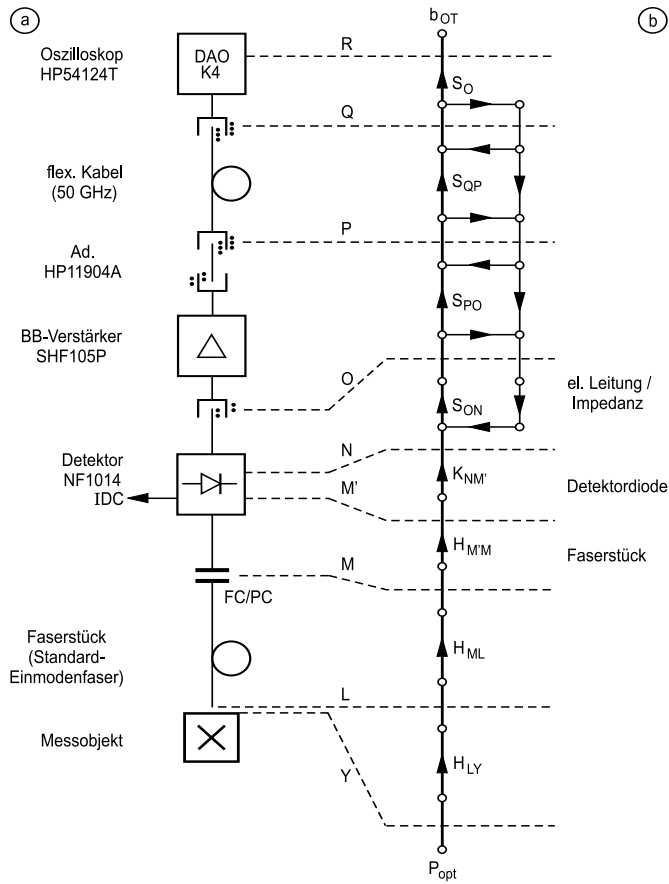 a
b
b_OT
Oszilloskop
HP54124T
DAO
K4
R
S_O
Q
flex. Kabel
(50 GHz)
S_QP
P
Ad.
HP11904A
S_PO
BB-Verstärker
SHF105P
O
el. Leitung /
Impedanz
S_ON
N
Detektor
NF1014
IDC
K_NM'
Detektordiode
M'
H_M'M
Faserstück
M
FC/PC
Faserstück
(Standard-
Einmodenfaser)
H_ML
L
Messobjekt
H_LY
Y
P_opt